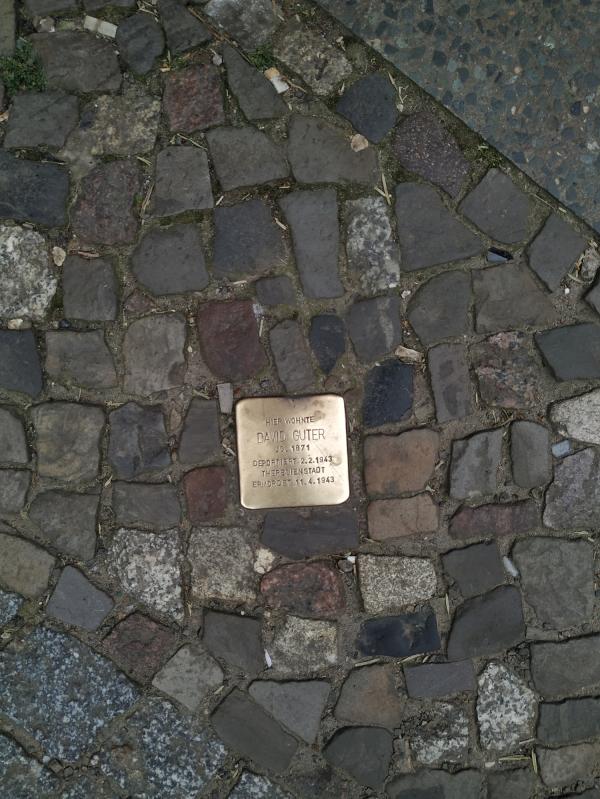 HIER WOHNTE
DAVID GUTER
JG. 1871
DEPORTIERT 2.2.1943
THERESIENSTADT
ERMORDET 11.4.1943